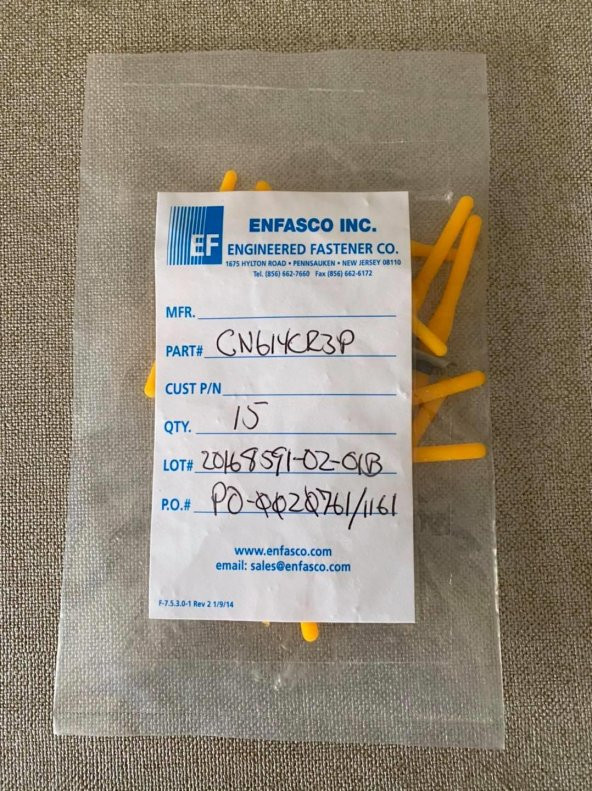 EF
ENFASCO INC.
ENGINEERED FASTENER CO.
1675 HYLTON ROAD • PENNSAUKEN • NEW JERSEY 08110
Tel. (856) 662-7660 Fax (856) 662-6172
MFR.
PART# CN614CR3P
CUST P/N
QTY. 15
LOT# 20168591-02-01B
P.O.# PO-0020761/1161
www.enfasco.com
email: sales@enfasco.com
F-7.5.3.0-1 Rev 2 1/9/14